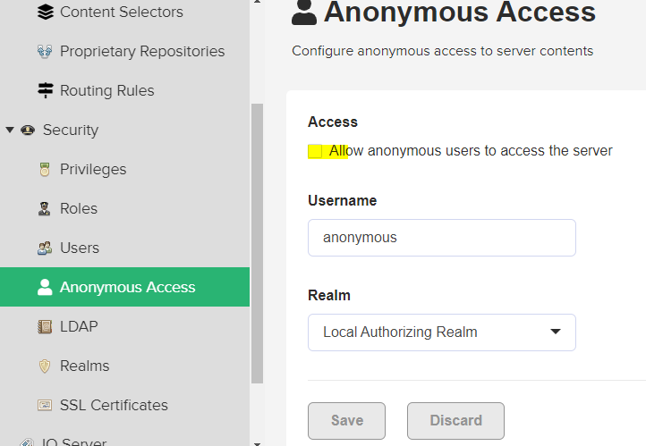 Content Selectors
Proprietary Repositories
Routing Rules
Security
Privileges
Roles
Users
Anonymous Access
LDAP
Realms
SSL Certificates
IQ Server
Anonymous Access
Configure anonymous access to server contents
Access
Allow anonymous users to access the server
Username
anonymous
Realm
Local Authorizing Realm
Save
Discard